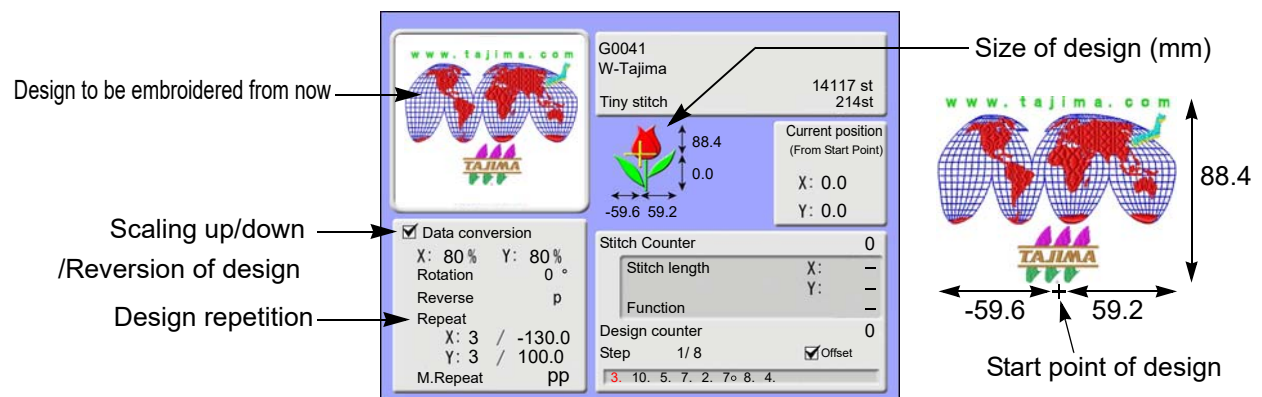 Design to be embroidered from now
Scaling up/down
/Reversion of design
Design repetition
www.tajima.com
TAJIMA
G0041
W-Tajima
14117 st
Tiny stitch 214st
88.4
0.0
-59.6 59.2
Current position
(From Start Point)
X: 0.0
Y: 0.0
Data conversion
X: 80% Y: 80%
Rotation 0 °
Reverse p
Repeat
X: 3 / -130.0
Y: 3 / 100.0
M.Repeat pp
Stitch Counter 0
Stitch length X: –
Y: –
Function –
Design counter 0
Step 1/ 8 Offset
3. 10. 5. 7. 2. 7○ 8. 4.
Size of design (mm)
www.tajima.com
TAJIMA
88.4
-59.6 59.2
Start point of design